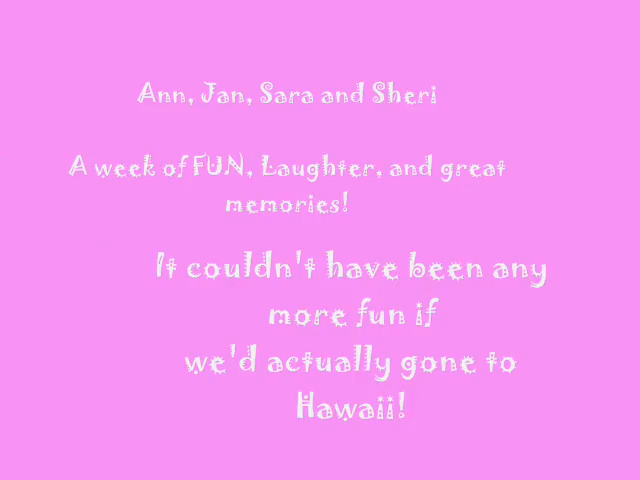 Ann, Jan, Sara and Sheri
A week of FUN, Laughter, and great
memories!
It couldn't have been any
more fun if
we'd actually gone to
Hawaii!